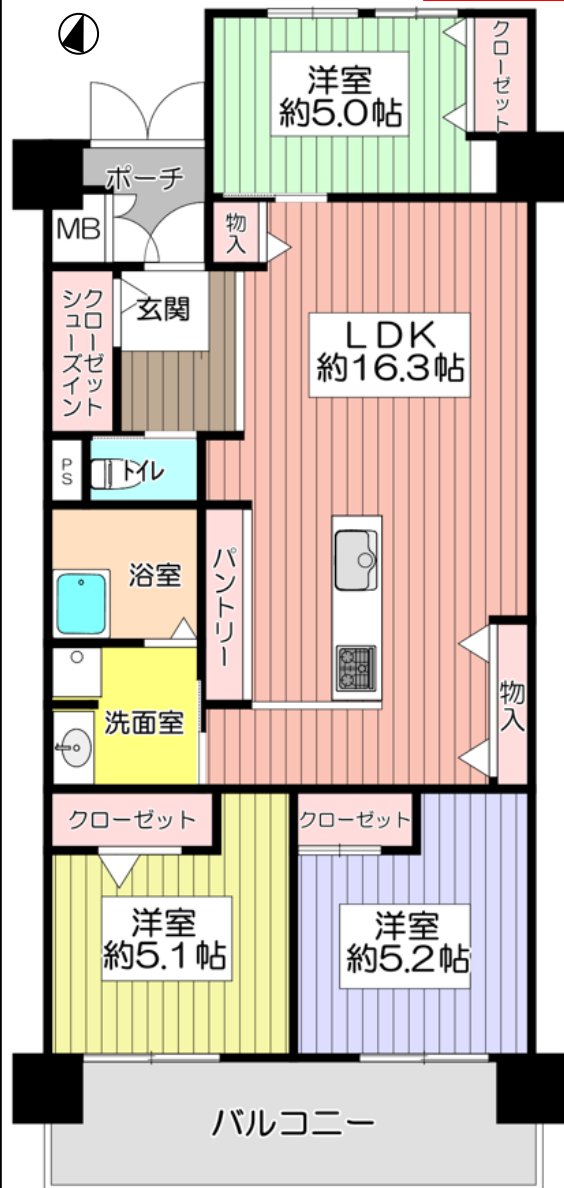 洋室
約5.0帖
クローゼット
ポーチ
MB
物入
玄関
シューズイン
クローゼット
LDK
約16.3帖
PS
トイレ
浴室
パントリー
洗面室
物入
クローゼット
クローゼット
洋室
約5.1帖
洋室
約5.2帖
バルコニー